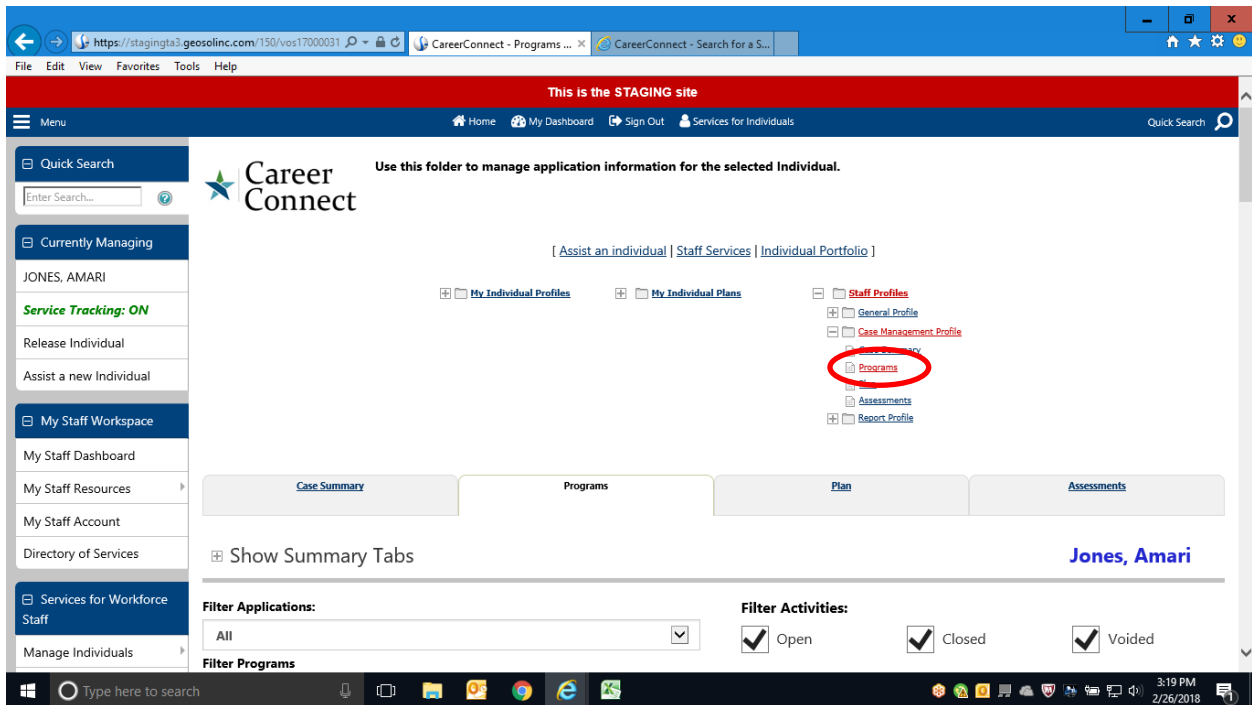 https://stagingta3.geosolinc.com/150/vos17000031
CareerConnect - Programs ...
CareerConnect - Search for a S...
File Edit View Favorites Tools Help
This is the STAGING site
Menu
Home My Dashboard Sign Out Services for Individuals
Quick Search
Quick Search
Enter Search...
Career
Connect
Use this folder to manage application information for the selected Individual.
Currently Managing
JONES, AMARI
Service Tracking: ON
Release Individual
Assist a new Individual
[ Assist an individual | Staff Services | Individual Portfolio ]
My Individual Profiles
My Individual Plans
Staff Profiles
General Profile
Case Management Profile
Case Summary
Programs
Plan
Assessments
Report Profile
My Staff Workspace
My Staff Dashboard
My Staff Resources
My Staff Account
Directory of Services
Case Summary Programs Plan Assessments
Show Summary Tabs
Jones, Amari
Services for Workforce
Staff
Manage Individuals
Filter Applications:
All
Filter Programs
Filter Activities:
Open Closed Voided
Type here to search
3:19 PM
2/26/2018